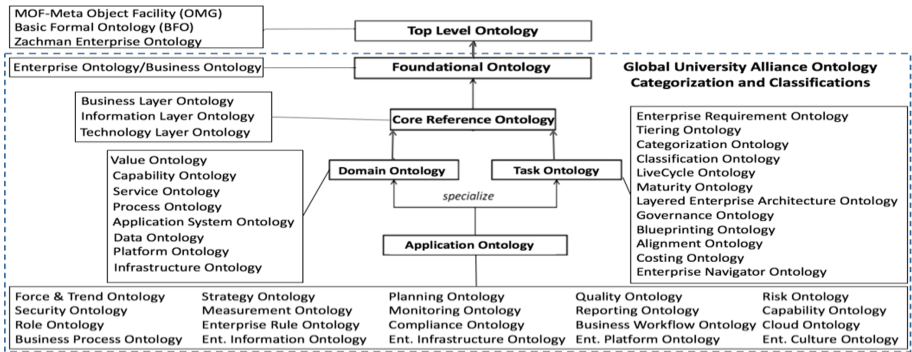 MOF-Meta Object Facility (OMG)
Basic Formal Ontology (BFO)
Zachman Enterprise Ontology
Top Level Ontology
Enterprise Ontology/Business Ontology
Foundational Ontology
Global University Alliance Ontology
Categorization and Classifications
Business Layer Ontology
Information Layer Ontology
Technology Layer Ontology
Core Reference Ontology
Value Ontology
Capability Ontology
Service Ontology
Process Ontology
Application System Ontology
Data Ontology
Platform Ontology
Infrastructure Ontology
Domain Ontology
Task Ontology
Enterprise Requirement Ontology
Tiering Ontology
Categorization Ontology
Classification Ontology
LiveCycle Ontology
Maturity Ontology
Layered Enterprise Architecture Ontology
Governance Ontology
Blueprinting Ontology
Alignment Ontology
Costing Ontology
Enterprise Navigator Ontology
specialize
Application Ontology
Force & Trend Ontology Strategy Ontology Planning Ontology Quality Ontology Risk Ontology
Security Ontology Measurement Ontology Monitoring Ontology Reporting Ontology Capability Ontology
Role Ontology Enterprise Rule Ontology Compliance Ontology Business Workflow Ontology Cloud Ontology
Business Process Ontology Ent. Information Ontology Ent. Infrastructure Ontology Ent. Platform Ontology Ent. Culture Ontology